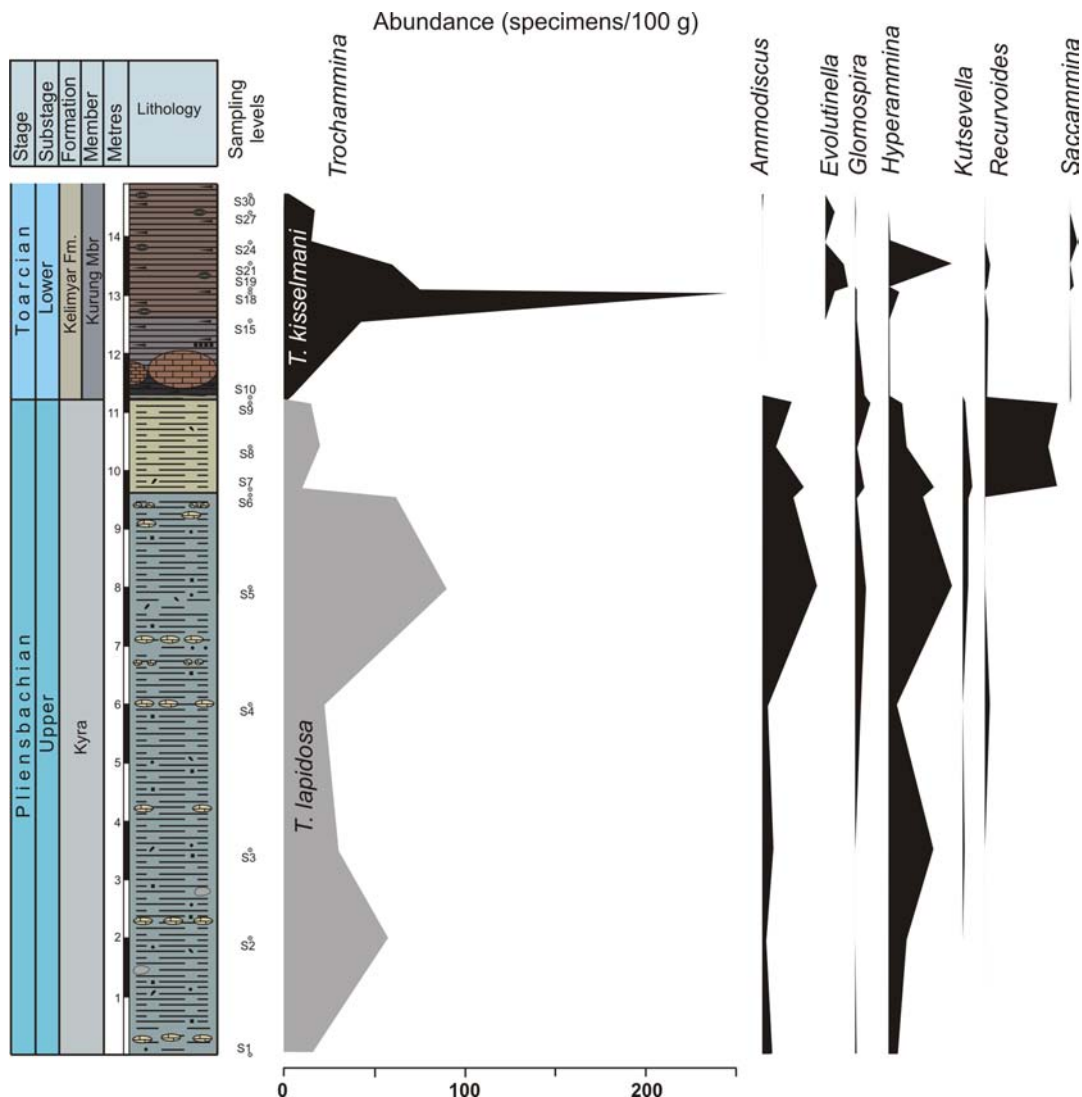 Abundance (specimens/100 g)
Stage
Substage
Formation
Member
Metres
Lithology
Sampling
levels
Trochammina
Ammodiscus
Evolutinella
Glomospira
Hyperammina
Kutsevella
Recurvoides
Saccammina
Toarcian
Lower
Kelimyar Fm.
Kurung Mbr
Pliensbachian
Upper
Kyra
14
13
12
11
10
9
8
7
6
5
4
3
2
1
S30
S27
S24
S21
S19
S18
S15
S10
S9
S8
S7
S6
S5
S4
S3
S2
S1
T. kisselmani
T. lapidosa
0
100
200